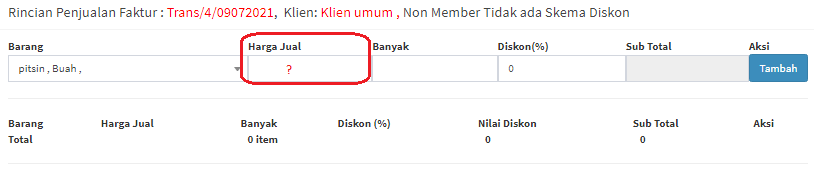 Rincian Penjualan Faktur : Trans/4/09072021, Klien: Klien umum , Non Member Tidak ada Skema Diskon
Barang Harga Jual Banyak Diskon(%) Sub Total Aksi
pitsin , Buah , ? 0 Tambah
Barang Harga Jual Banyak Diskon (%) Nilai Diskon Sub Total Aksi
Total 0 item 0 0